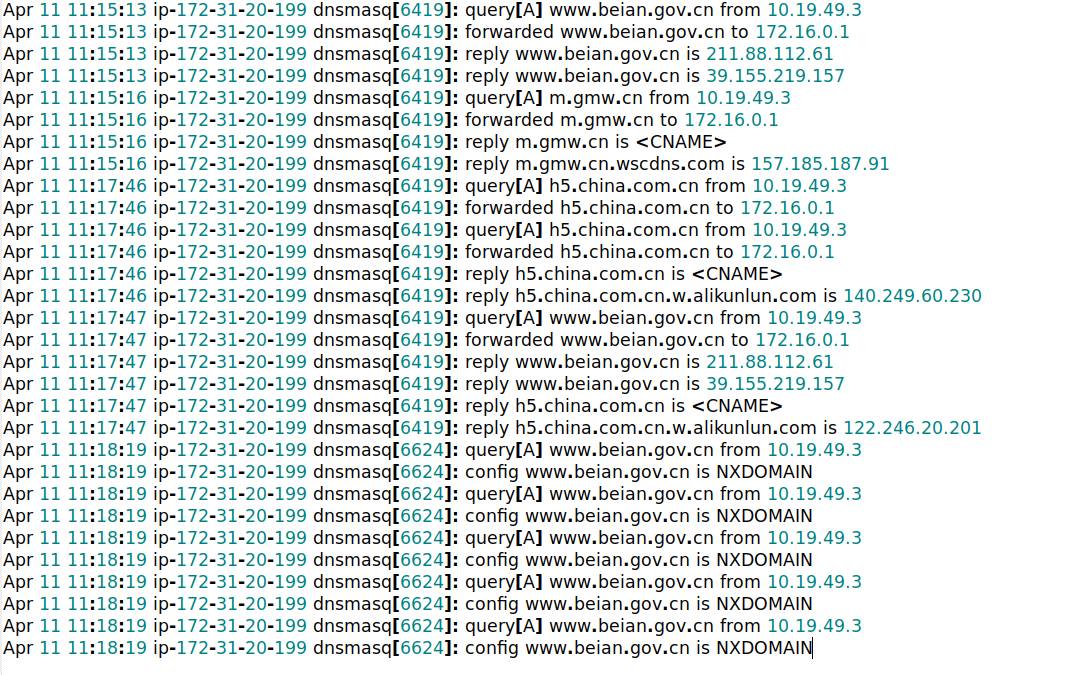 Apr 11 11:15:13 ip-172-31-20-199 dnsmasq[6419]: query[A] www.beian.gov.cn from 10.19.49.3
Apr 11 11:15:13 ip-172-31-20-199 dnsmasq[6419]: forwarded www.beian.gov.cn to 172.16.0.1
Apr 11 11:15:13 ip-172-31-20-199 dnsmasq[6419]: reply www.beian.gov.cn is 211.88.112.61
Apr 11 11:15:13 ip-172-31-20-199 dnsmasq[6419]: reply www.beian.gov.cn is 39.155.219.157
Apr 11 11:15:16 ip-172-31-20-199 dnsmasq[6419]: query[A] m.gmw.cn from 10.19.49.3
Apr 11 11:15:16 ip-172-31-20-199 dnsmasq[6419]: forwarded m.gmw.cn to 172.16.0.1
Apr 11 11:15:16 ip-172-31-20-199 dnsmasq[6419]: reply m.gmw.cn is <CNAME>
Apr 11 11:15:16 ip-172-31-20-199 dnsmasq[6419]: reply m.gmw.cn.wscdns.com is 157.185.187.91
Apr 11 11:17:46 ip-172-31-20-199 dnsmasq[6419]: query[A] h5.china.com.cn from 10.19.49.3
Apr 11 11:17:46 ip-172-31-20-199 dnsmasq[6419]: forwarded h5.china.com.cn to 172.16.0.1
Apr 11 11:17:46 ip-172-31-20-199 dnsmasq[6419]: query[A] h5.china.com.cn from 10.19.49.3
Apr 11 11:17:46 ip-172-31-20-199 dnsmasq[6419]: forwarded h5.china.com.cn to 172.16.0.1
Apr 11 11:17:46 ip-172-31-20-199 dnsmasq[6419]: reply h5.china.com.cn is <CNAME>
Apr 11 11:17:46 ip-172-31-20-199 dnsmasq[6419]: reply h5.china.com.cn.w.alikunlun.com is 140.249.60.230
Apr 11 11:17:47 ip-172-31-20-199 dnsmasq[6419]: query[A] www.beian.gov.cn from 10.19.49.3
Apr 11 11:17:47 ip-172-31-20-199 dnsmasq[6419]: forwarded www.beian.gov.cn to 172.16.0.1
Apr 11 11:17:47 ip-172-31-20-199 dnsmasq[6419]: reply www.beian.gov.cn is 211.88.112.61
Apr 11 11:17:47 ip-172-31-20-199 dnsmasq[6419]: reply www.beian.gov.cn is 39.155.219.157
Apr 11 11:17:47 ip-172-31-20-199 dnsmasq[6419]: reply h5.china.com.cn is <CNAME>
Apr 11 11:17:47 ip-172-31-20-199 dnsmasq[6419]: reply h5.china.com.cn.w.alikunlun.com is 122.246.20.201
Apr 11 11:18:19 ip-172-31-20-199 dnsmasq[6624]: query[A] www.beian.gov.cn from 10.19.49.3
Apr 11 11:18:19 ip-172-31-20-199 dnsmasq[6624]: config www.beian.gov.cn is NXDOMAIN
Apr 11 11:18:19 ip-172-31-20-199 dnsmasq[6624]: query[A] www.beian.gov.cn from 10.19.49.3
Apr 11 11:18:19 ip-172-31-20-199 dnsmasq[6624]: config www.beian.gov.cn is NXDOMAIN
Apr 11 11:18:19 ip-172-31-20-199 dnsmasq[6624]: query[A] www.beian.gov.cn from 10.19.49.3
Apr 11 11:18:19 ip-172-31-20-199 dnsmasq[6624]: config www.beian.gov.cn is NXDOMAIN
Apr 11 11:18:19 ip-172-31-20-199 dnsmasq[6624]: query[A] www.beian.gov.cn from 10.19.49.3
Apr 11 11:18:19 ip-172-31-20-199 dnsmasq[6624]: config www.beian.gov.cn is NXDOMAIN
Apr 11 11:18:19 ip-172-31-20-199 dnsmasq[6624]: query[A] www.beian.gov.cn from 10.19.49.3
Apr 11 11:18:19 ip-172-31-20-199 dnsmasq[6624]: config www.beian.gov.cn is NXDOMAIN